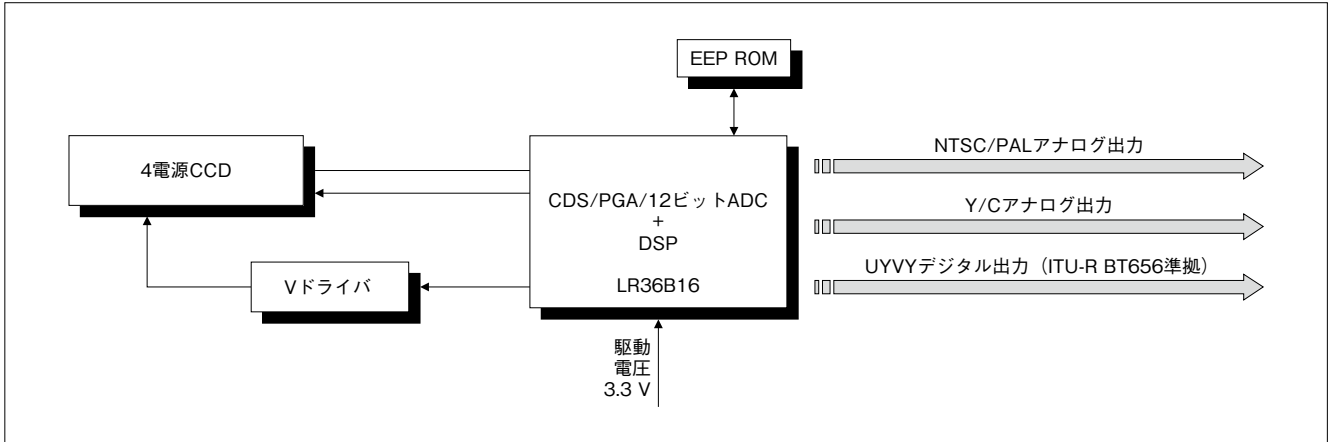 EEP ROM
4電源CCD
CDS/PGA/12ビットADC
+
DSP
LR36B16
Vドライバ
駆動
電圧
3.3 V
NTSC/PALアナログ出力
Y/Cアナログ出力
UYVYデジタル出力（ITU-R BT656準拠）